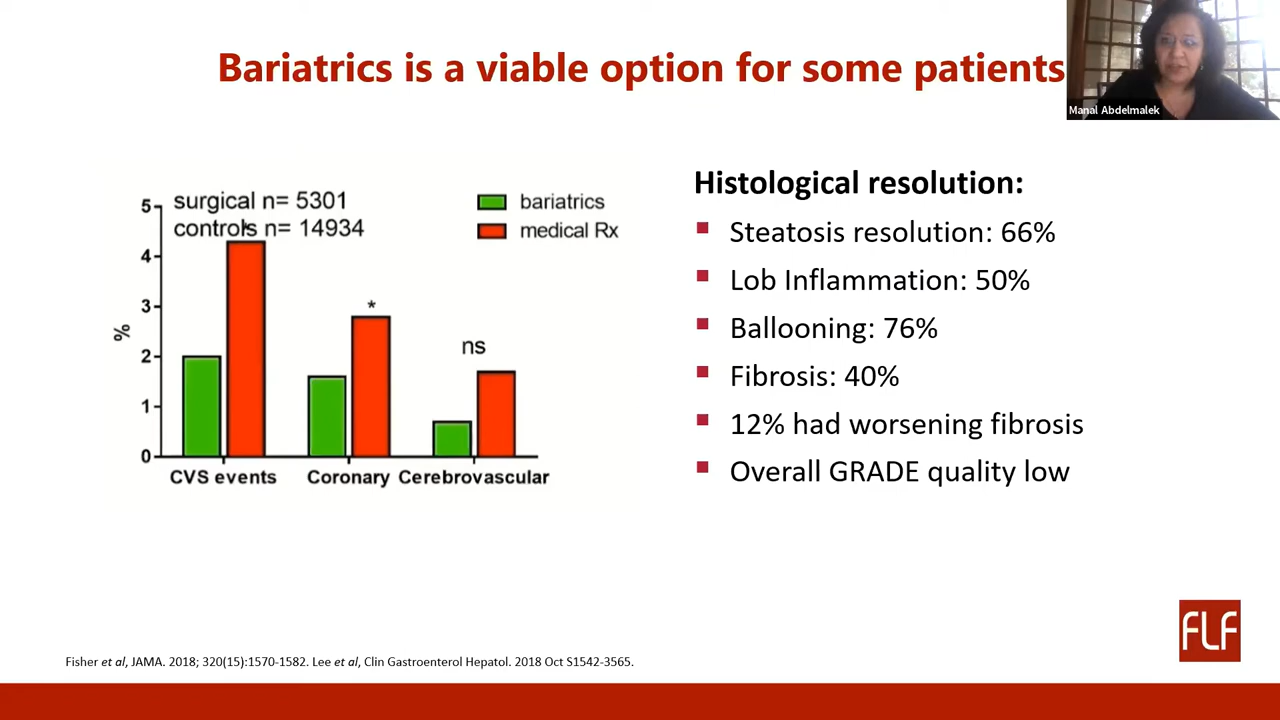 Bariatrics is a viable option for some patients
Manal Abdelmalek
surgical n= 5301
controls n= 14934
*
bariatrics
medical Rx
5
4
3
2
1
0
%
*
ns
CVS events
Coronary
Cerebrovascular
Histological resolution:
Steatosis resolution: 66%
Lob Inflammation: 50%
Ballooning: 76%
Fibrosis: 40%
12% had worsening fibrosis
Overall GRADE quality low
FLF
Fisher et al, JAMA. 2018; 320(15):1570-1582. Lee et al, Clin Gastroenterol Hepatol. 2018 Oct S1542-3565.